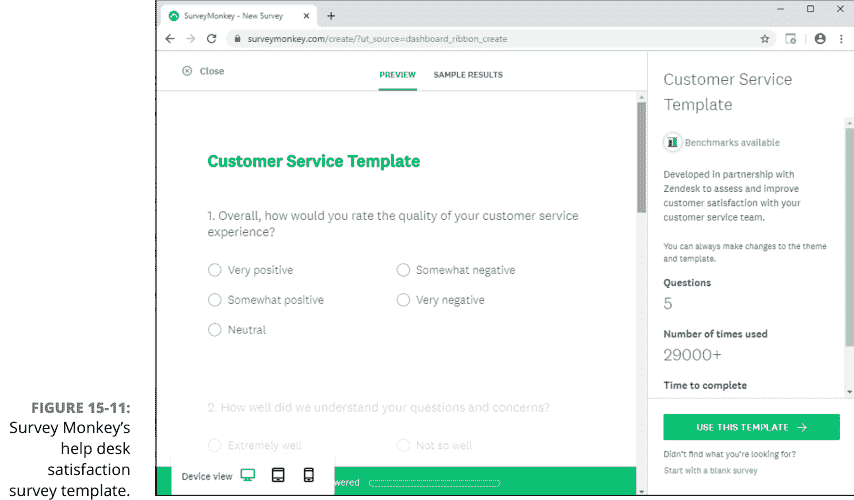 SurveyMonkey - New Survey
surveymonkey.com/create/?ut_source=dashboard_ribbon_create
Close
PREVIEW
SAMPLE RESULTS
Customer Service Template
1. Overall, how would you rate the quality of your customer service
experience?
Very positive
Somewhat negative
Somewhat positive
Very negative
Neutral
2. How well did we understand your questions and concerns?
Extremely well
Not so well
Device view
wered
Customer Service
Template
Benchmarks available
Developed in partnership with
Zendesk to assess and improve
customer satisfaction with your
customer service team.
You can always make changes to the theme
and template.
Questions
5
Number of times used
29000+
Time to complete
USE THIS TEMPLATE
Didn't find what you're looking for?
Start with a blank survey
FIGURE 15-11:
Survey Monkey's
help desk
satisfaction
survey template.